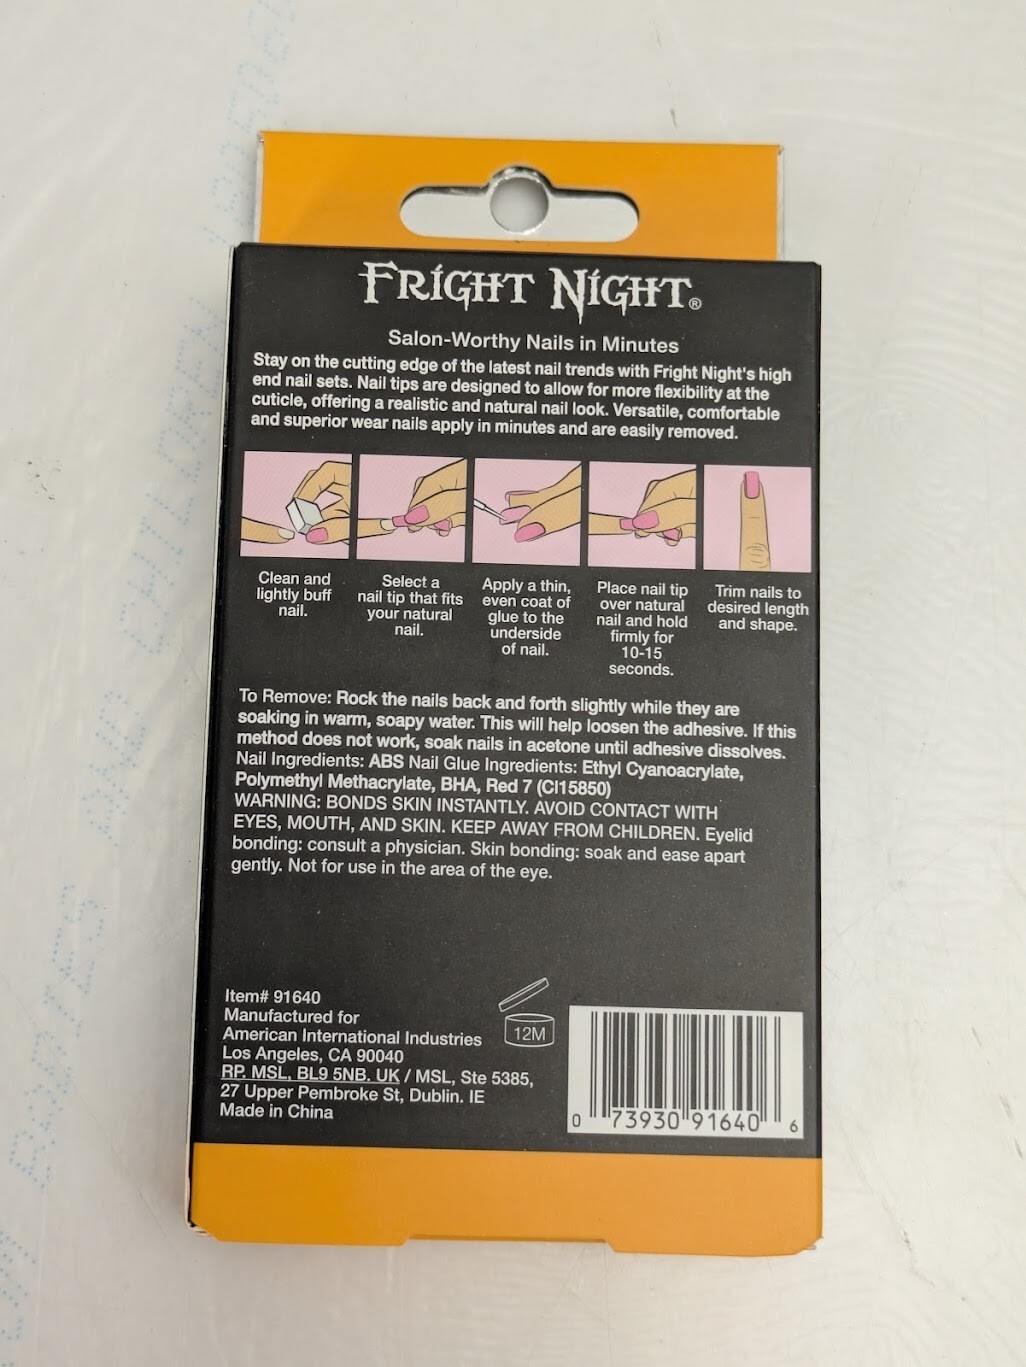 FRIGHT NIGHT®
Salon-Worthy Nails in Minutes
Stay on the cutting edge of the latest nail trends with Fright Night's high
end nail sets. Nail tips are designed to allow for more flexibility at the
cuticle, offering a realistic and natural nail look. Versatile, comfortable
and superior wear nails apply in minutes and are easily removed.
Clean and
lightly buff
nail.
Select a
nail tip that fits
your natural
nail.
Apply a thin,
even coat of
glue to the
underside
of nail.
Place nail tip
over natural
nail and hold
firmly for
10-15
seconds.
Trim nails to
desired length
and shape.
To Remove: Rock the nails back and forth slightly while they are
soaking in warm, soapy water. This will help loosen the adhesive. If this
method does not work, soak nails in acetone until adhesive dissolves.
Nail Ingredients: ABS Nail Glue Ingredients: Ethyl Cyanoacrylate,
Polymethyl Methacrylate, BHA, Red 7 (CI15850)
WARNING: BONDS SKIN INSTANTLY. AVOID CONTACT WITH
EYES, MOUTH, AND SKIN. KEEP AWAY FROM CHILDREN. Eyelid
bonding: consult a physician. Skin bonding: soak and ease apart
gently. Not for use in the area of the eye.
Item# 91640
Manufactured for
American International Industries
Los Angeles, CA 90040
RP. MSL, BL9 5NB. UK / MSL, Ste 5385,
27 Upper Pembroke St, Dublin. IE
Made in China
12M
0 73930 91640 6